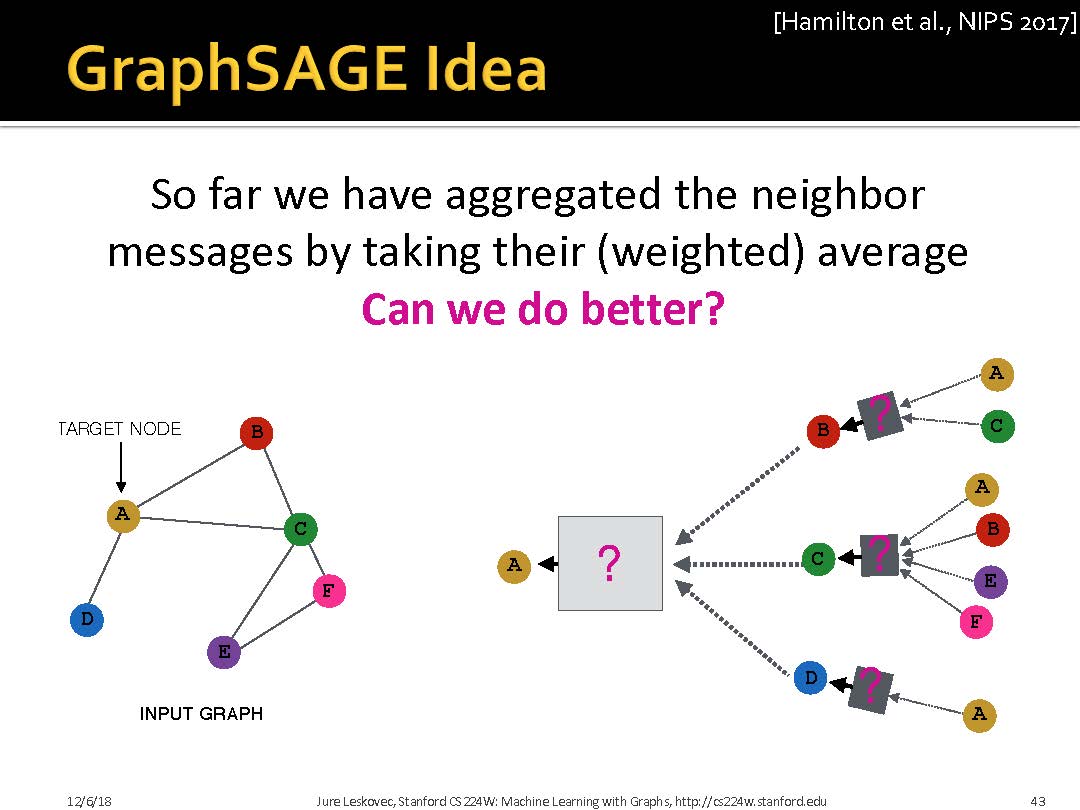 [Hamilton et al., NIPS 2017]
GraphSAGE Idea
So far we have aggregated the neighbor
messages by taking their (weighted) average
Can we do better?
TARGET NODE
B
A
C
F
D
E
INPUT GRAPH
A
?
B
?
A
C
C
?
A
B
E
F
D
?
A
12/6/18
Jure Leskovec, Stanford CS224W: Machine Learning with Graphs, http://cs224w.stanford.edu
43